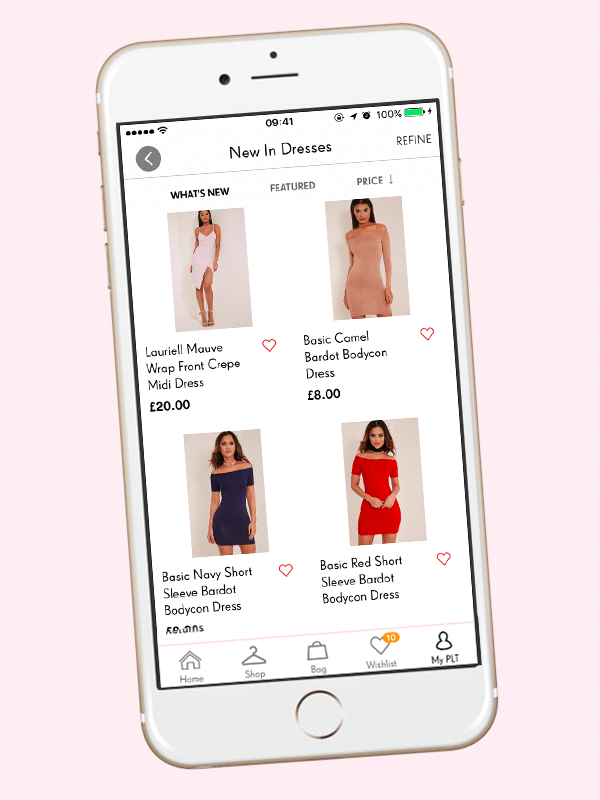 09:41
100%
New In Dresses
REFINE
WHAT'S NEW
FEATURED
PRICE ↓
Lauriell Mauve
Wrap Front Crepe
Midi Dress
£20.00
Basic Camel
Bardot Bodycon
Dress
£8.00
Basic Navy Short
Sleeve Bardot
Bodycon Dress
Basic Red Short
Sleeve Bardot
Bodycon Dress
Home
Shop
Bag
10
Wishlist
My PLT